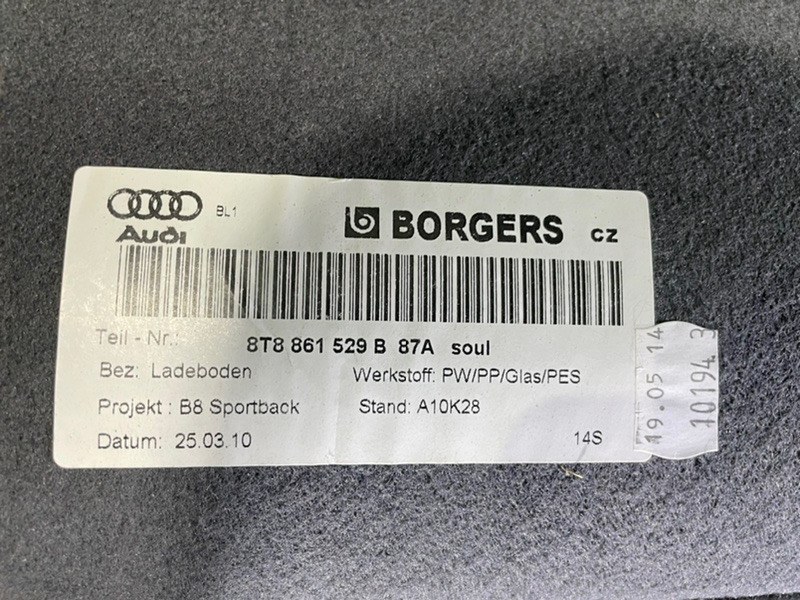 BL1
Audi
BORGERS CZ
Teil - Nr.: 8T8 861 529 B 87A soul
Bez: Ladeboden Werkstoff: PW/PP/Glas/PES
Projekt : B8 Sportback Stand: A10K28
Datum: 25.03.10 14S
19.05 14
10194 3